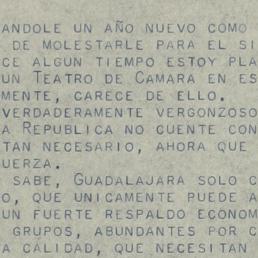 ANDOLE UN AÑO NUEVO COMO
DE MOLESTARLE PARA EL SI
CE ALGUN TIEMPO ESTOY PLA
UN TEATRO DE CAMARA EN ES
MENTE, CARECE DE ELLO.
VERDADERAMENTE VERGONZOSO
A REPUBLICA NO CUENTE CON
TAN NECESARIO, AHORA QUE
UERZA.
SABE, GUADALAJARA SOLO C
O, QUE UNICAMENTE PUEDE A
UN FUERTE RESPALDO ECONOM
GRUPOS, ABUNDANTES POR C
A CALIDAD, QUE NECESITAN